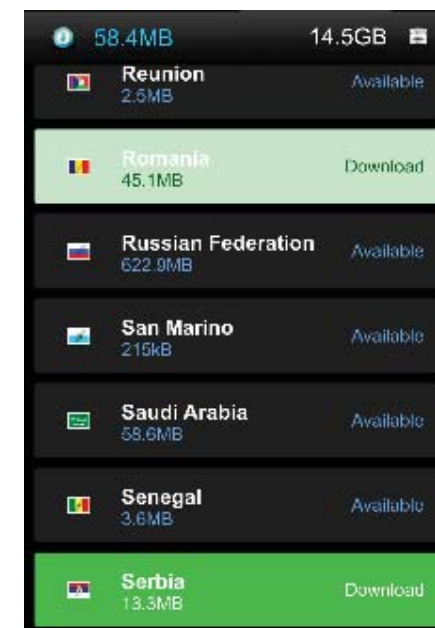 58.4MB 14.5GB
Reunion Available
2.5MB
Romania Download
45.1MB
Russian Federation Available
622.9MB
San Marino Available
215kB
Saudi Arabia Available
58.6MB
Senegal Available
3.6MB
Serbia Download
13.3MB